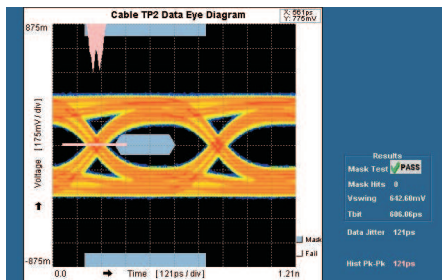 Cable TP2 Data Eye Diagram
X: 561ps
Y: 775mV
875m
Voltage [175mV / div]
-875m
0.0
Time [121ps / div]
1.21n
Mask
Fail
Results
Mask Test PASS
Mask Hits 0
Vswing 642.60mV
Tbit 606.06ps
Data Jitter 121ps
Hist Pk-Pk 121ps